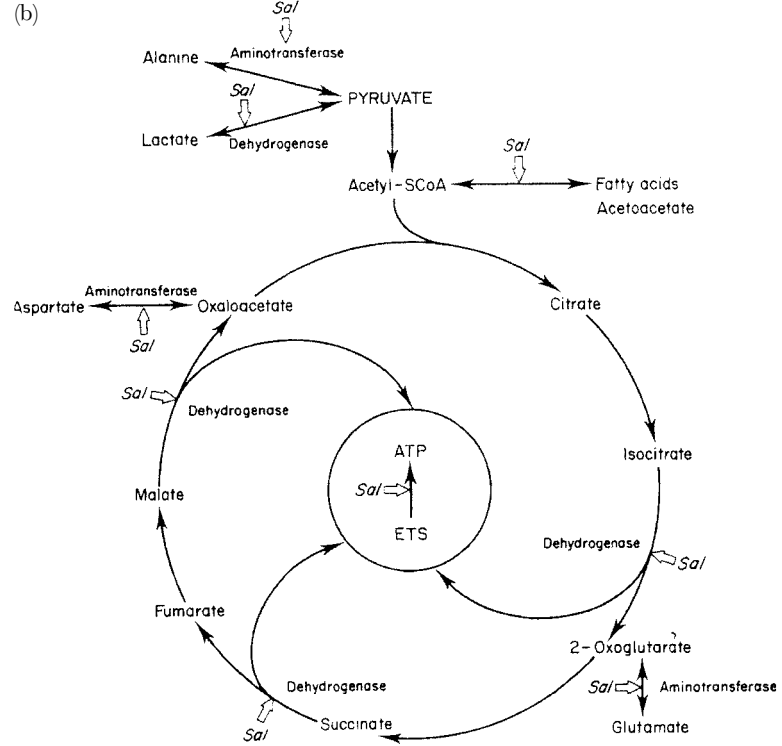 (b)
Sal
Alanine
Aminotransferase
Sal
PYRUVATE
Lactate
Dehydrogenase
Sal
Acetyl-SCoA
Fatty acids
Acetoacetate
Aminotransferase
Aspartate
Oxaloacetate
Citrate
Sal
Sal
Dehydrogenase
ATP
Isocitrate
Sal
Malate
ETS
Dehydrogenase
Sal
Fumarate
2-Oxoglutarate
Dehydrogenase
Sal
Aminotransferase
Succinate
Glutamate
Sal